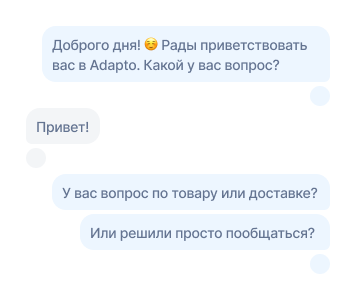 Доброго дня! ☺️ Рады приветствовать
вас в Adapto. Какой у вас вопрос?
Привет!
У вас вопрос по товару или доставке?
Или решили просто пообщаться?